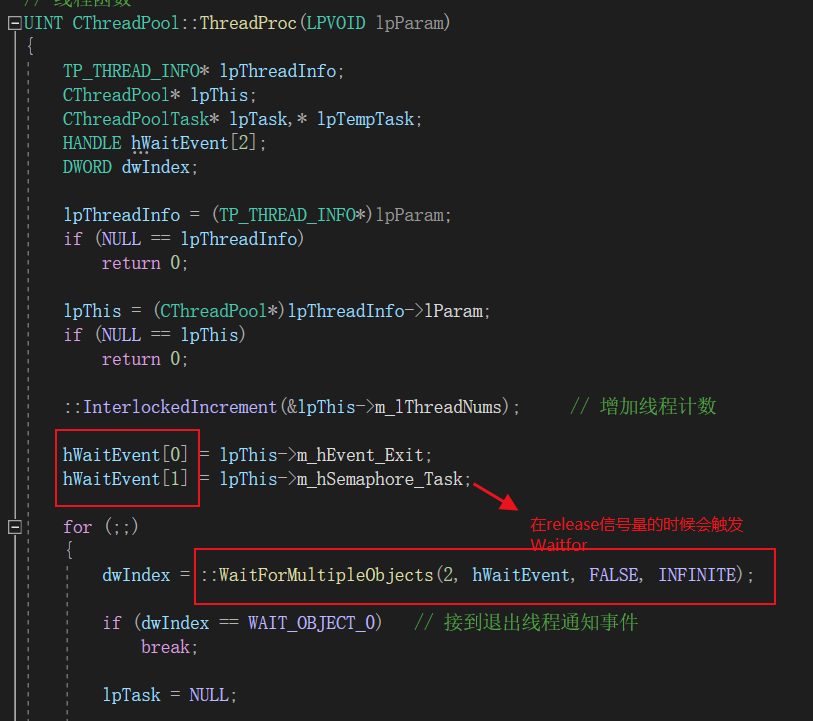 // 线程函数
UINT CThreadPool::ThreadProc(LPVOID lpParam)
{
TP_THREAD_INFO* lpThreadInfo;
CThreadPool* lpThis;
CThreadPoolTask* lpTask,* lpTempTask;
HANDLE hWaitEvent[2];
DWORD dwIndex;
lpThreadInfo = (TP_THREAD_INFO*)lpParam;
if (NULL == lpThreadInfo)
return 0;
lpThis = (CThreadPool*)lpThreadInfo->lParam;
if (NULL == lpThis)
return 0;
::InterlockedIncrement(&lpThis->m_lThreadNums); // 增加线程计数
hWaitEvent[0] = lpThis->m_hEvent_Exit;
hWaitEvent[1] = lpThis->m_hSemaphore_Task;
在release信号量的时候会触发
Waitfor
for (;;)
{
dwIndex = ::WaitForMultipleObjects(2, hWaitEvent, FALSE, INFINITE);
if (dwIndex == WAIT_OBJECT_0) // 接到退出线程通知事件
break;
lpTask = NULL;